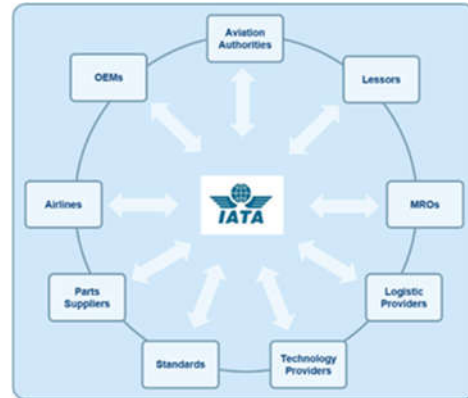 Aviation
Authorities
OEMs
Lessors
IATA
Airlines
MROs
Parts
Suppliers
Logistic
Providers
Standards
Technology
Providers